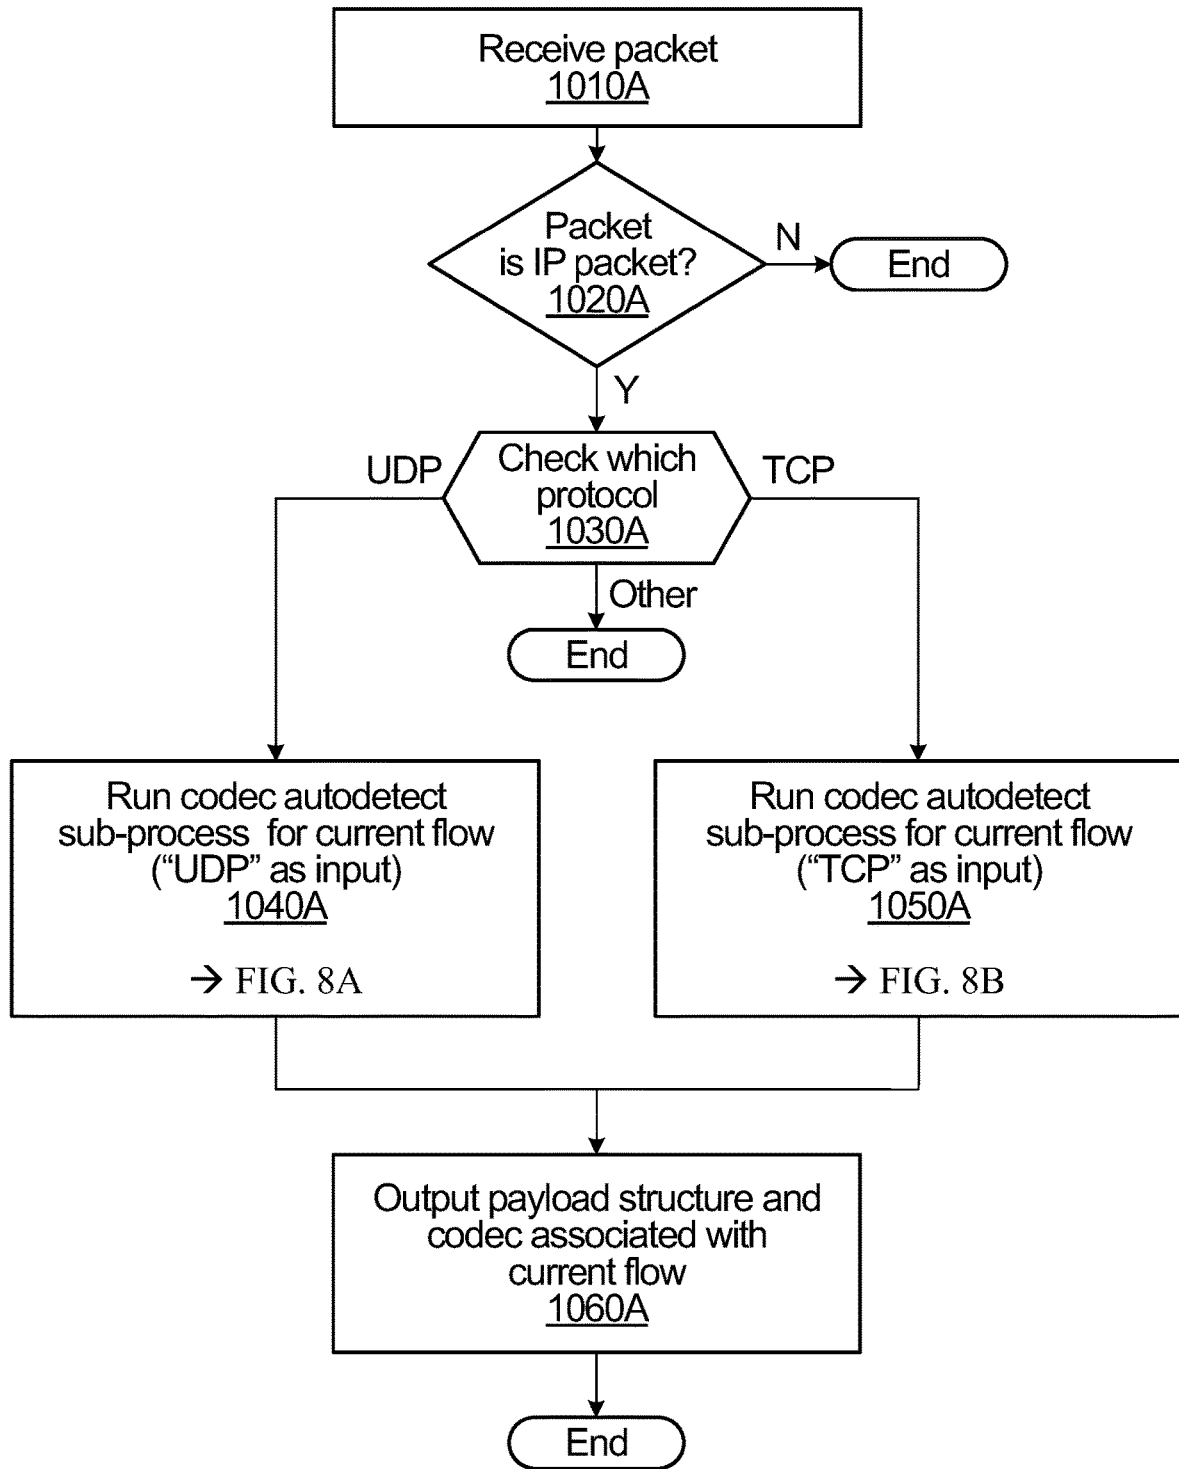 Receive packet
1010A
Packet
is IP packet?
1020A
N
End
Y
Check which
protocol
1030A
UDP
TCP
Other
End
Run codec autodetect
sub-process for current flow
(“UDP” as input)
1040A
→ FIG. 8A
Run codec autodetect
sub-process for current flow
(“TCP” as input)
1050A
→ FIG. 8B
Output payload structure and
codec associated with
current flow
1060A
End